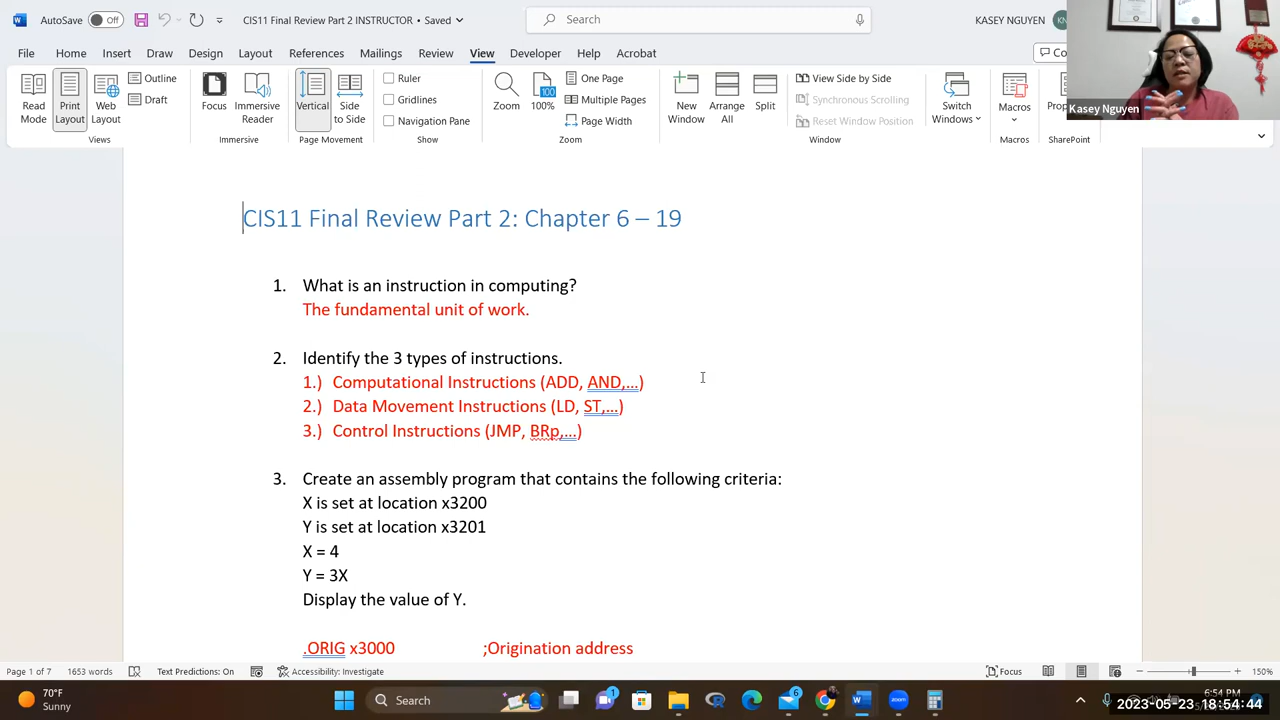 AutoSave Off CIS11 Final Review Part 2 INSTRUCTOR • Saved Search KASEY NGUYEN KN
File Home Insert Draw Design Layout References Mailings Review View Developer Help Acrobat
Read Mode Print Layout Web Layout Outline Draft
Focus Immersive Reader Vertical Side to Side
Ruler
Gridlines
Navigation Pane
Zoom 100 100% One Page
Multiple Pages
Page Width
New Window Arrange All Split
View Side by Side
Synchronous Scrolling
Reset Window Position
Switch Windows Macros
Kasey Nguyen
Views Immersive Page Movement Show Zoom Window Macros SharePoint
CIS11 Final Review Part 2: Chapter 6 – 19
1. What is an instruction in computing?
The fundamental unit of work.
2. Identify the 3 types of instructions.
1.) Computational Instructions (ADD, AND,...)
2.) Data Movement Instructions (LD, ST,...)
3.) Control Instructions (JMP, BRp,...)
3. Create an assembly program that contains the following criteria:
X is set at location x3200
Y is set at location x3201
X = 4
Y = 3X
Display the value of Y.
.ORIG x3000 ;Origination address
Page 1 of 7 1653 words Text Predictions: On Accessibility: Investigate Focus 150%
70°F
Sunny
Search
1
6
6:54 PM
2023-05-23 18:54:44